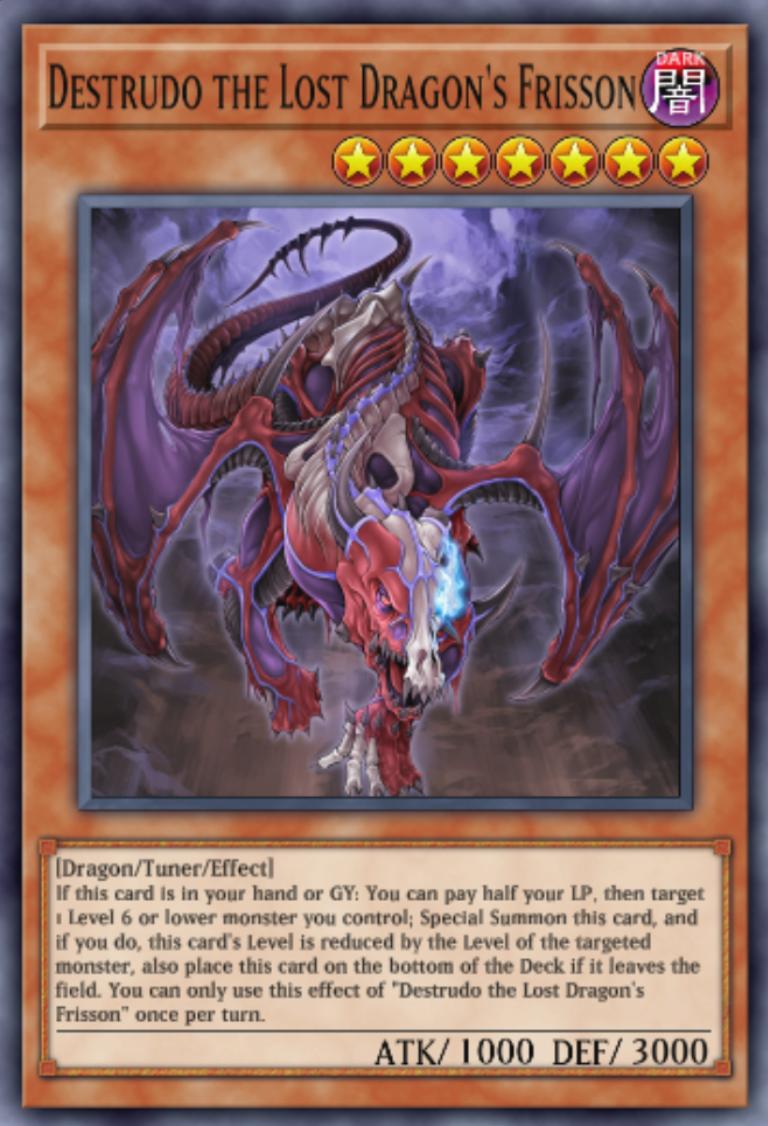 DESTRUDO THE LOST DRAGON'S FRISSON
DARK
闇
[Dragon/Tuner/Effect]
If this card is in your hand or GY: You can pay half your LP, then target
1 Level 6 or lower monster you control; Special Summon this card, and
if you do, this card's Level is reduced by the Level of the targeted
monster, also place this card on the bottom of the Deck if it leaves the
field. You can only use this effect of "Destrudo the Lost Dragon's
Frisson" once per turn.
ATK/ 1000 DEF/ 3000